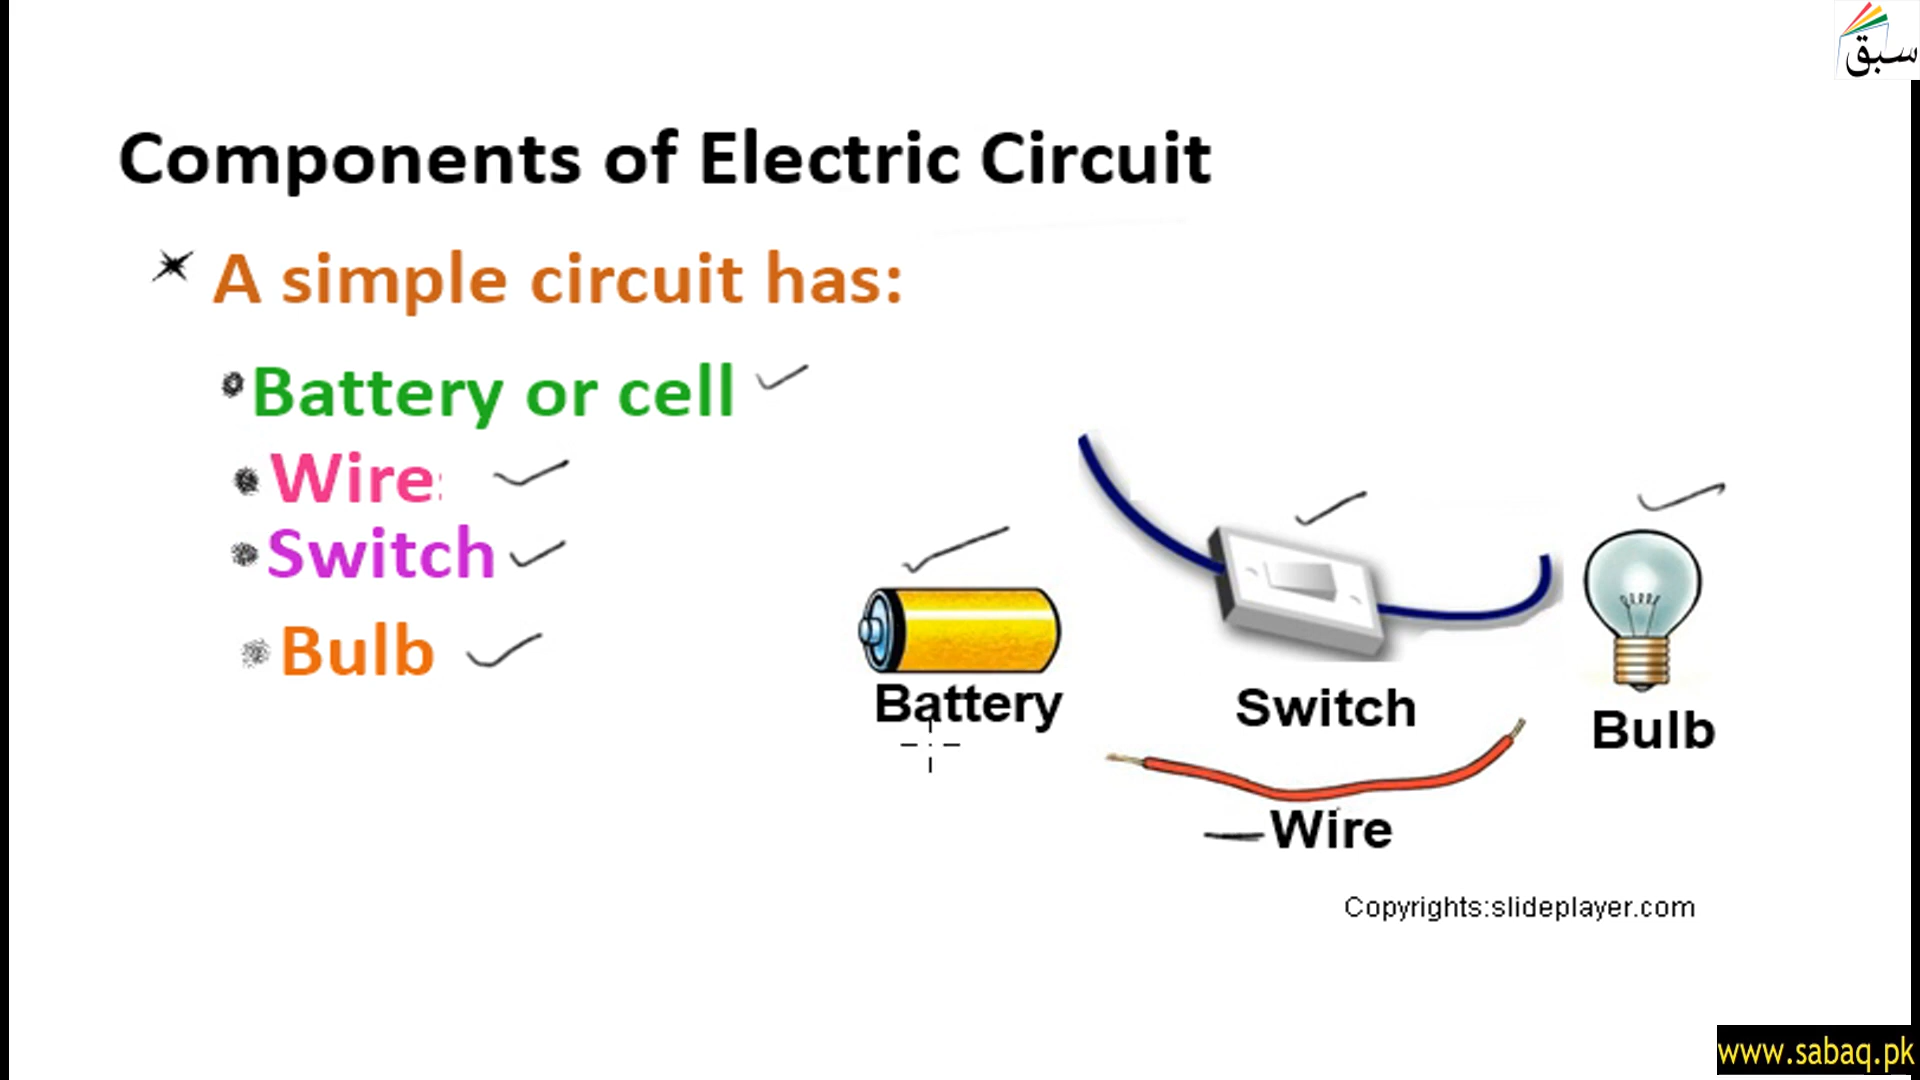 سبق
Components of Electric Circuit
A simple circuit has:
Battery or cell
Wire
Switch
Bulb
Battery
Switch
Bulb
Wire
Copyrights:slideplayer.com
www.sabaq.pk